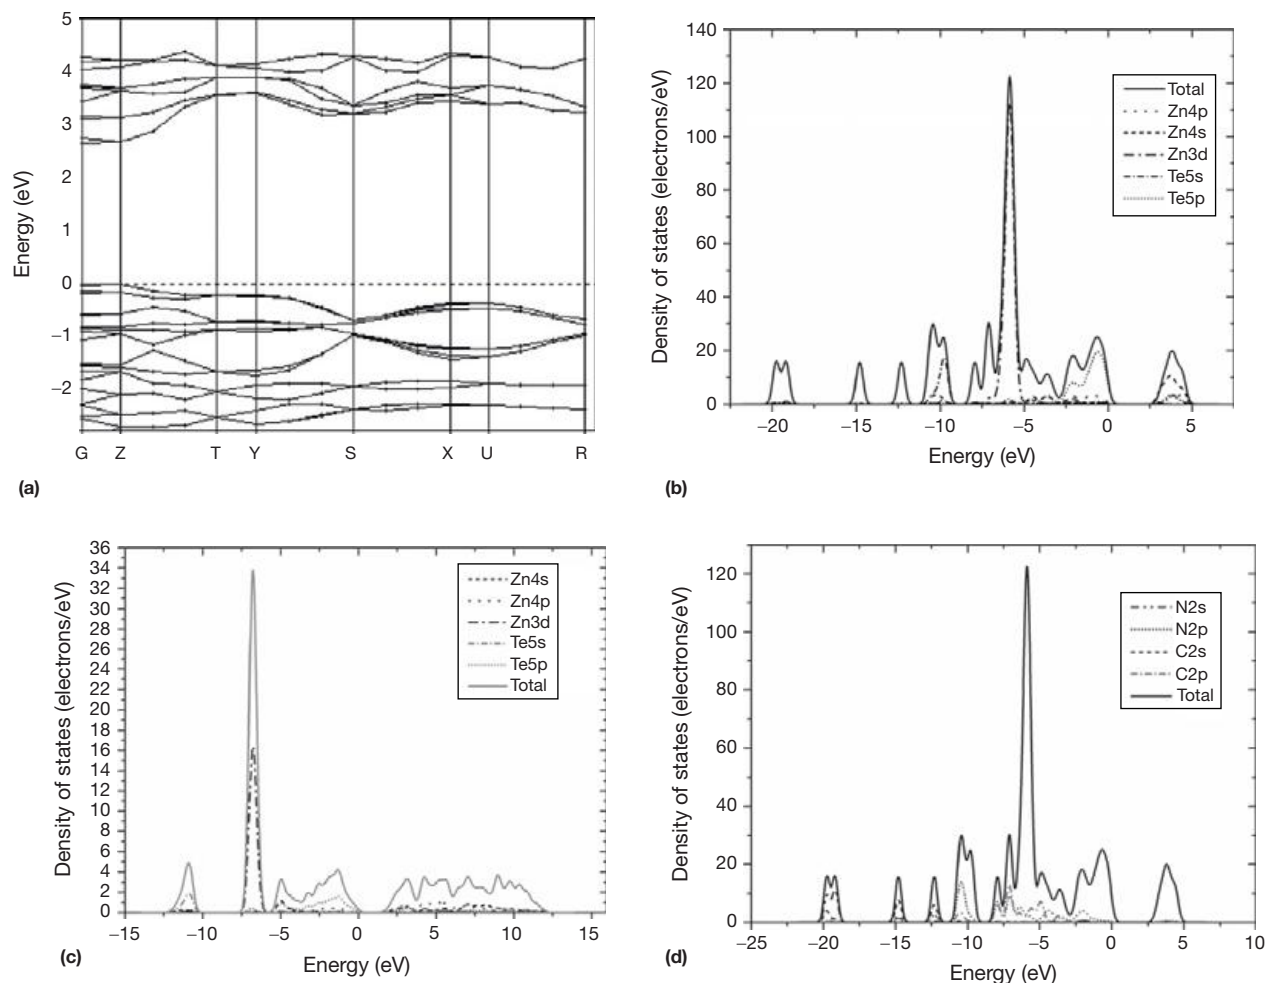 5
4
3
2
1
0
−1
−2
Energy (eV)
G Z T Y S X U R
(a)
140
120
100
80
60
40
20
0
Density of states (electrons/eV)
Total
Zn4p
Zn4s
Zn3d
Te5s
Te5p
−20 −15 −10 −5 0 5
Energy (eV)
(b)
36
34
32
30
28
26
24
22
20
18
16
14
12
10
8
6
4
2
0
Density of states (electrons/eV)
Zn4s
Zn4p
Zn3d
Te5s
Te5p
Total
−15 −10 −5 0 5 10 15
Energy (eV)
(c)
120
100
80
60
40
20
0
Density of states (electrons/eV)
N2s
N2p
C2s
C2p
Total
−25 −20 −15 −10 −5 0 5 10
Energy (eV)
(d)